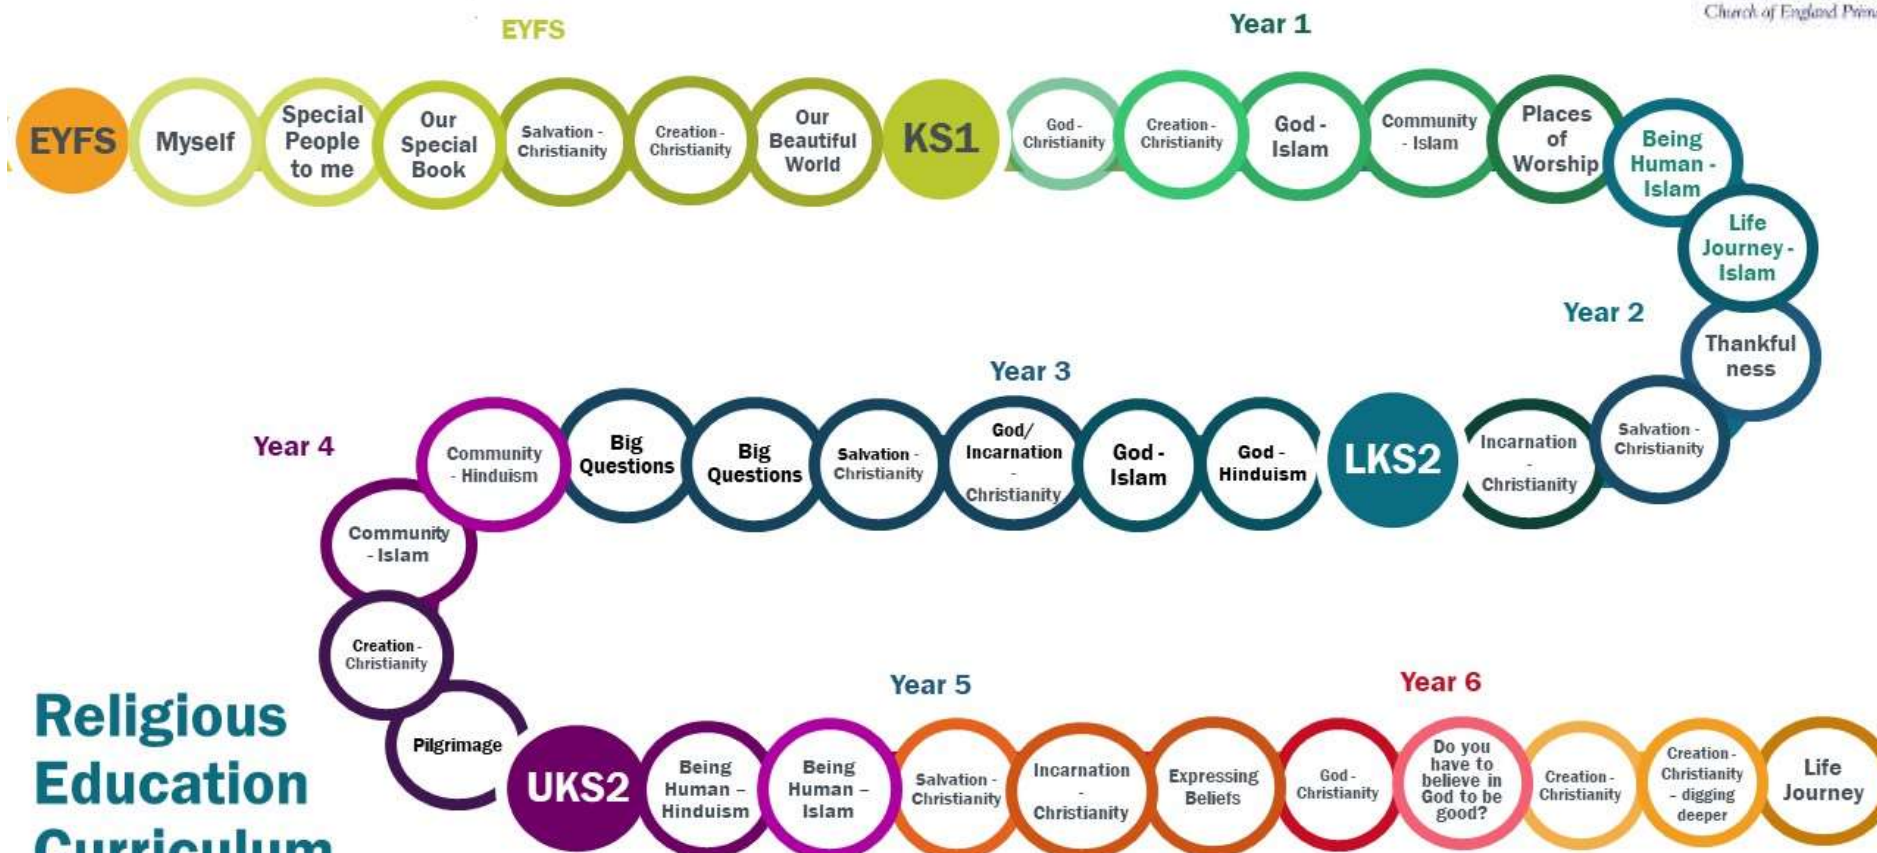 Church of England
EYFS
Year 1
EYFS
Myself
Special
People
to me
Our
Special
Book
Salvation -
Christianity
Creation -
Christianity
Our
Beautiful
World
KS1
God -
Christianity
Creation -
Christianity
God -
Islam
Community
- Islam
Places
of
Worship
Being
Human -
Islam
Life
Journey -
Islam
Year 2
Thankful
ness
Salvation -
Christianity
Incarnation
-
Christianity
LKS2
Year 3
God -
Hinduism
God -
Islam
God/
Incarnation
-
Christianity
Salvation -
Christianity
Big
Questions
Big
Questions
Year 4
Community
- Hinduism
Community
- Islam
Creation -
Christianity
Pilgrimage
UKS2
Year 5
Being
Human –
Hinduism
Being
Human –
Islam
Salvation -
Christianity
Incarnation
-
Christianity
Expressing
Beliefs
Year 6
God -
Christianity
Do you
have to
believe in
God to be
good?
Creation -
Christianity
Creation -
Christianity
– digging
deeper
Life
Journey
Religious
Education
Curriculum